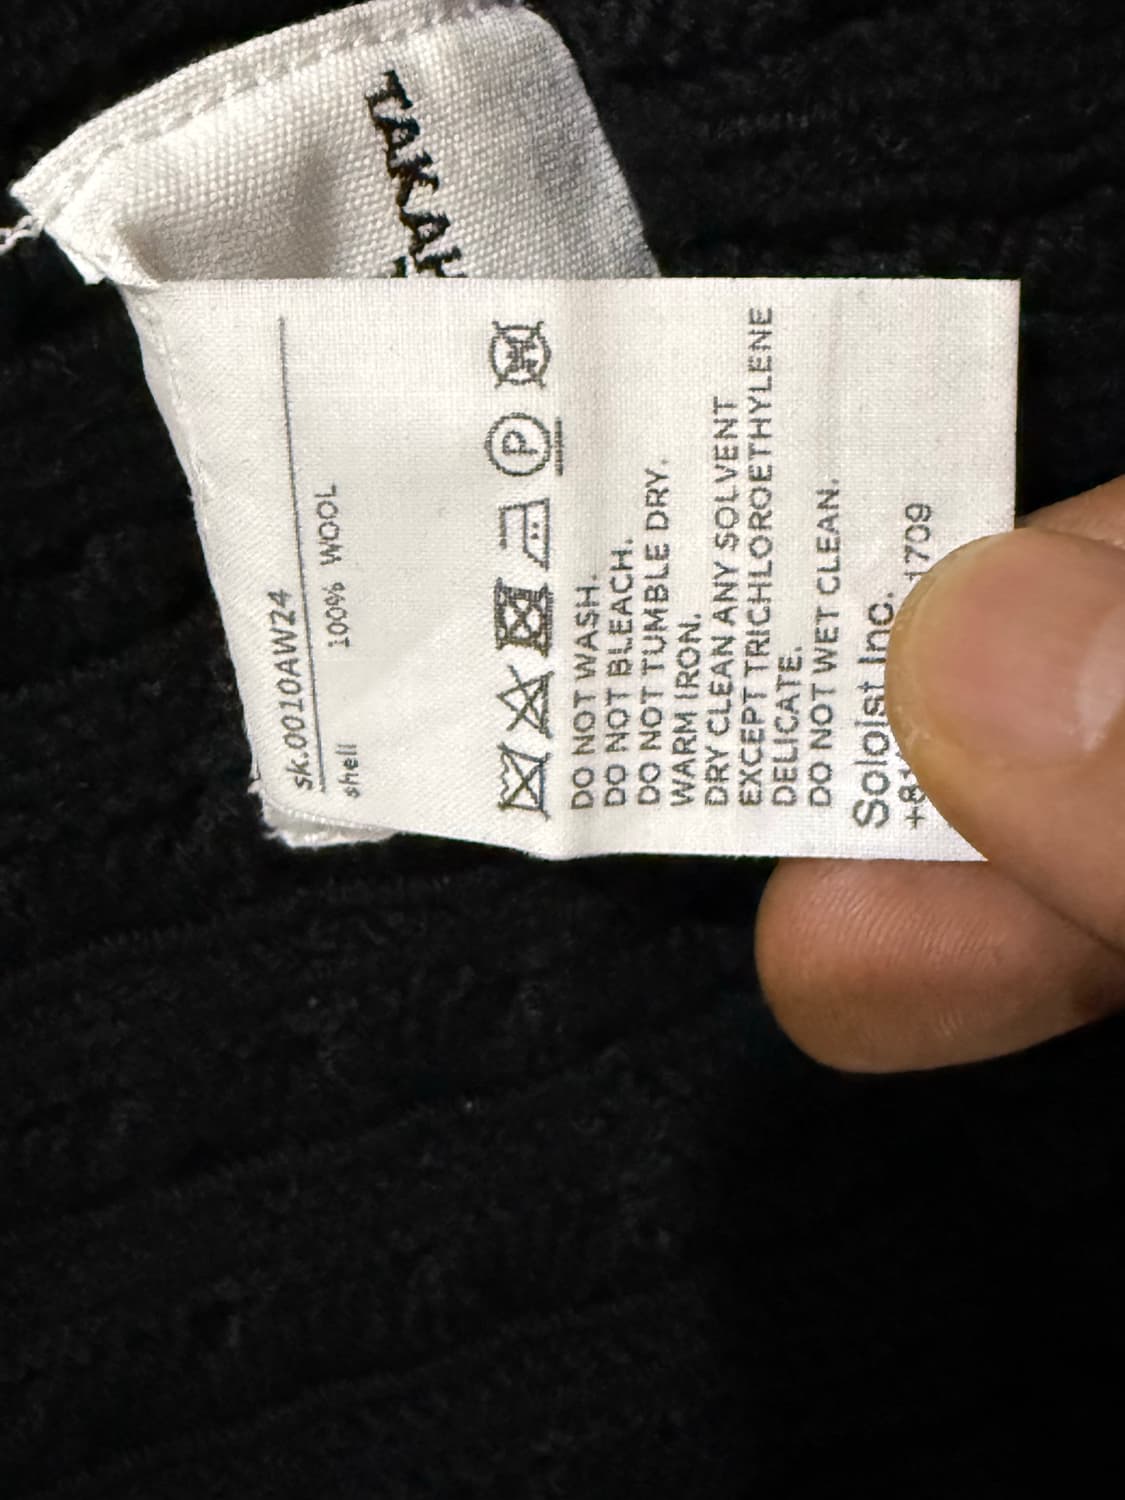 TAKAH
sk.0010AW24
shell 100% WOOL
P
W
DO NOT WASH.
DO NOT BLEACH.
DO NOT TUMBLE DRY.
WARM IRON.
DRY CLEAN ANY SOLVENT
EXCEPT TRICHLOROETHYLENE
DELICATE.
DO NOT WET CLEAN.
Soloist Inc.